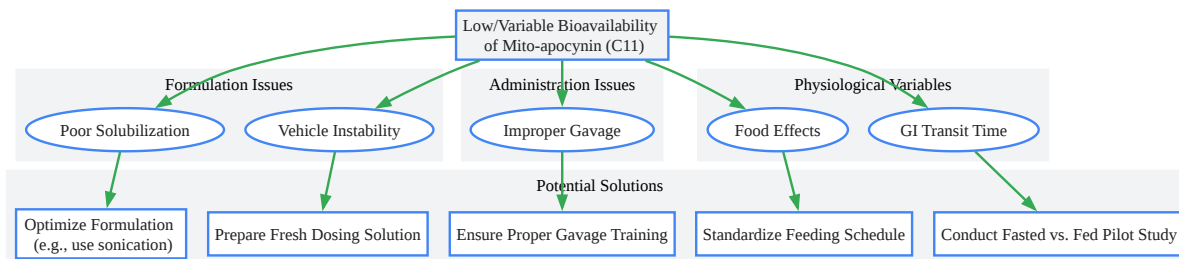 Low/Variable Bioavailability
of Mito-apocynin (C11)
Formulation Issues
Administration Issues
Physiological Variables
Poor Solubilization
Vehicle Instability
Improper Gavage
Food Effects
GI Transit Time
Potential Solutions
Optimize Formulation
(e.g., use sonication)
Prepare Fresh Dosing Solution
Ensure Proper Gavage Training
Standardize Feeding Schedule
Conduct Fasted vs. Fed Pilot Study